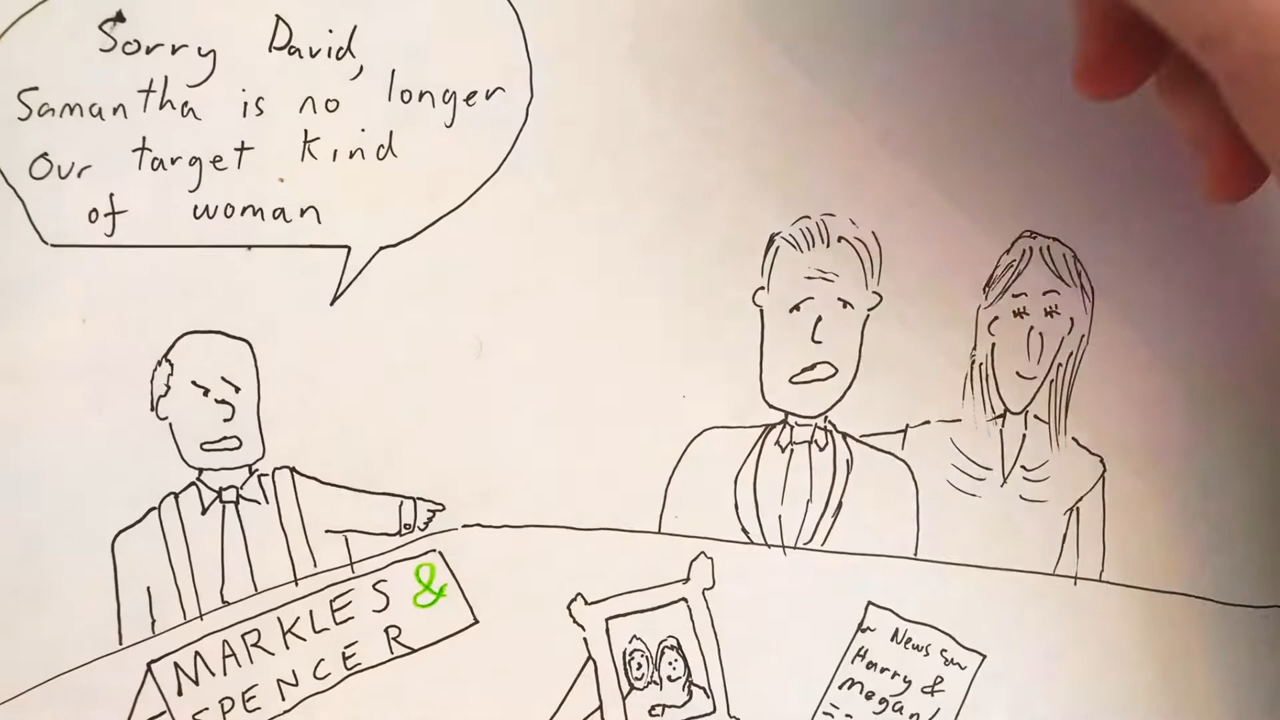 Sorry David,
Samantha is no longer
our target kind
of woman
MARKLES &
SPENCER
News
Harry &
Megan